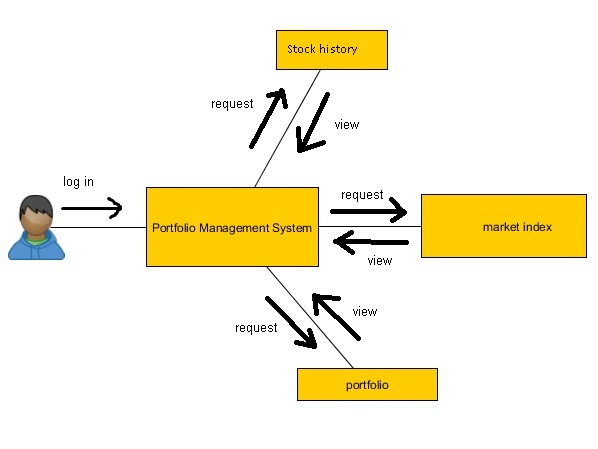 Stock history
request
view
log in
request
Portfolio Management System
market index
view
view
request
portfolio